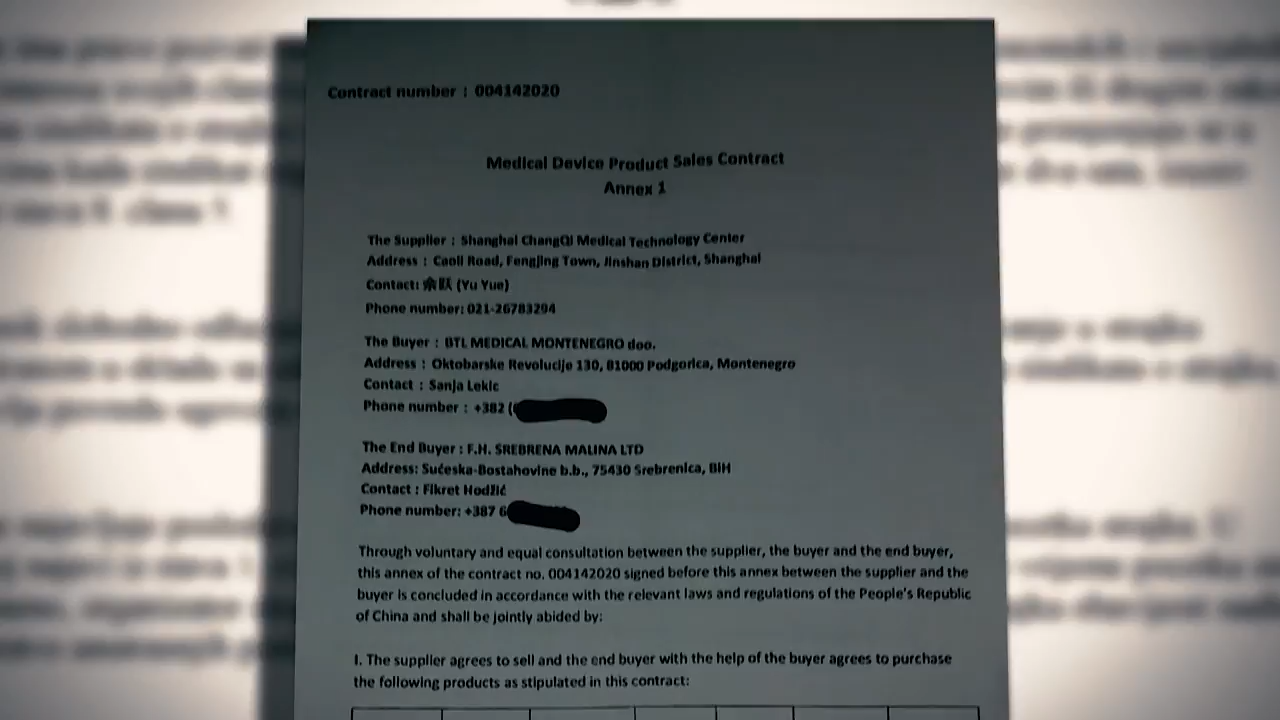 Contract number : 004142020
Medical Device Product Sales Contract
Annex 1
The Supplier : Shanghai ChangQi Medical Technology Center
Address : Caoli Road, Fengjing Town, Jinshan District, Shanghai
Contact: 余跃 (Yu Yue)
Phone number: 021-26783294
The Buyer : BTL MEDICAL MONTENEGRO doo.
Address : Oktobarske Revolucije 130, 81000 Podgorica, Montenegro
Contact : Sanja Lekic
Phone number : +382 (
The End Buyer : F.H. SREBRENA MALINA LTD
Address: Sućeska-Bostahovine b.b., 75430 Srebrenica, BiH
Contact : Fikret Hodžić
Phone number: +387 6
Through voluntary and equal consultation between the supplier, the buyer and the end buyer,
this annex of the contract no. 004142020 signed before this annex between the supplier and the
buyer is concluded in accordance with the relevant laws and regulations of the People's Republic
of China and shall be jointly abided by:
I. The supplier agrees to sell and the end buyer with the help of the buyer agrees to purchase
the following products as stipulated in this contract: